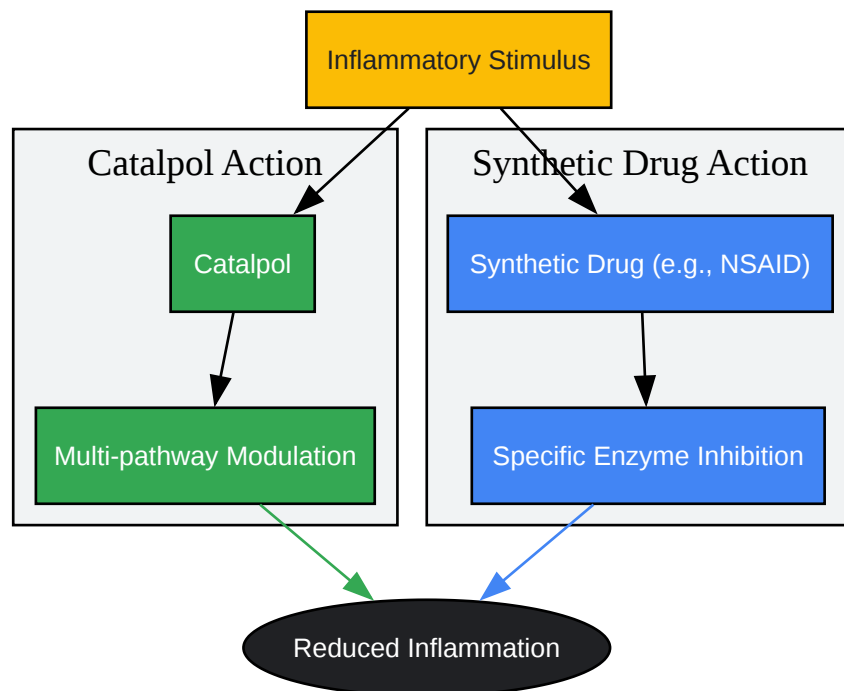 Inflammatory Stimulus
Catalpol Action
Synthetic Drug Action
Catalpol
Synthetic Drug (e.g., NSAID)
Multi-pathway Modulation
Specific Enzyme Inhibition
Reduced Inflammation